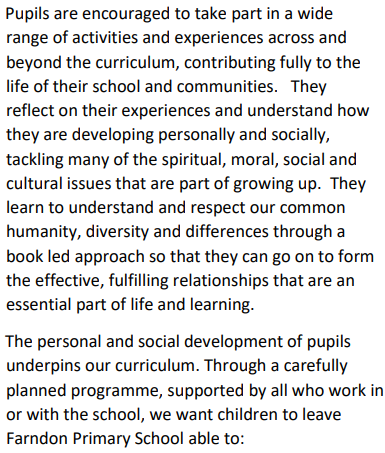 Pupils are encouraged to take part in a wide
range of activities and experiences across and
beyond the curriculum, contributing fully to the
life of their school and communities.   They
reflect on their experiences and understand how
they are developing personally and socially,
tackling many of the spiritual, moral, social and
cultural issues that are part of growing up.  They
learn to understand and respect our common
humanity, diversity and differences through a
book led approach so that they can go on to form
the effective, fulfilling relationships that are an
essential part of life and learning.
The personal and social development of pupils
underpins our curriculum. Through a carefully
planned programme, supported by all who work in
or with the school, we want children to leave
Farndon Primary School able to: